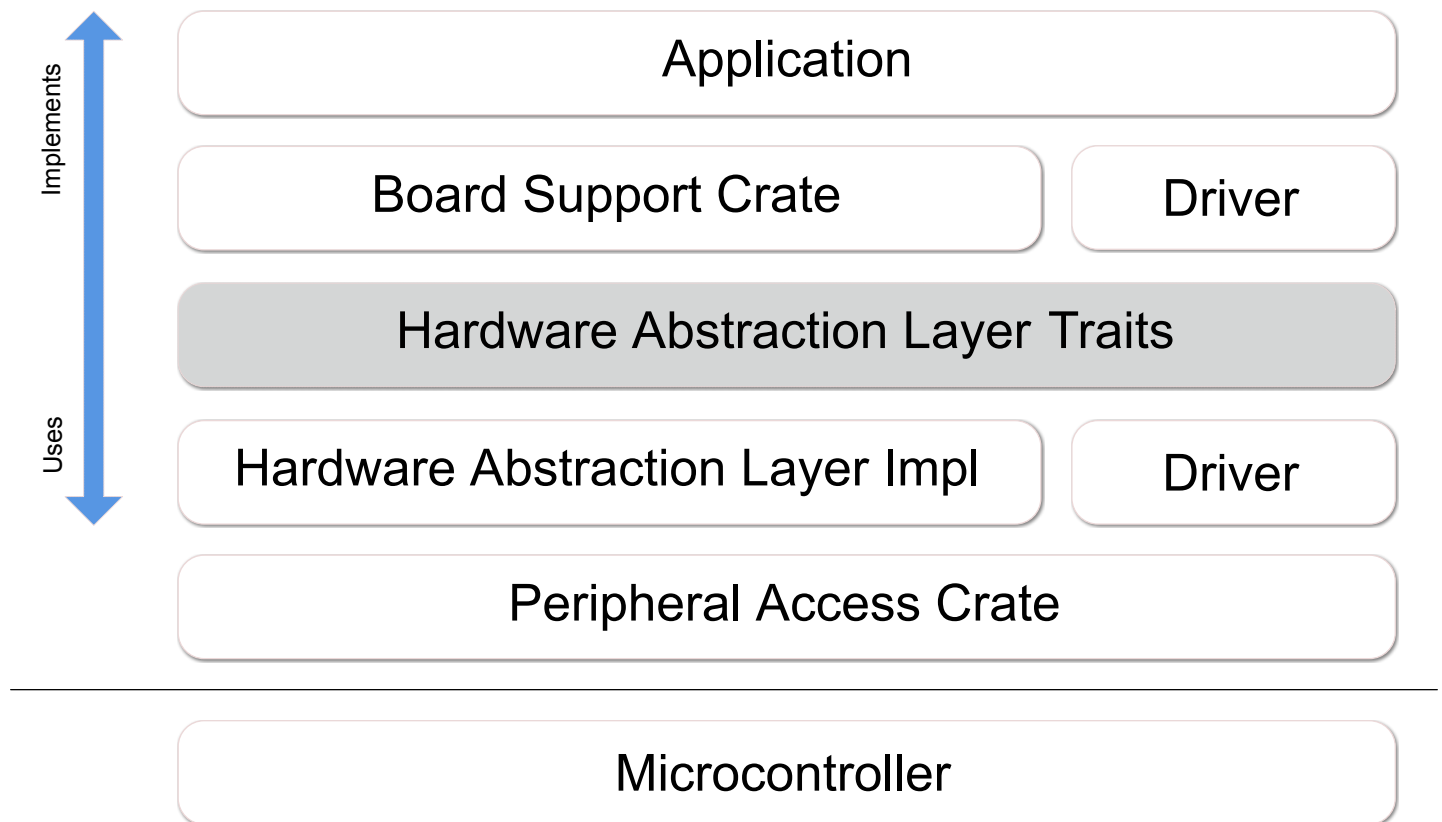 Implements
Application
Board Support Crate
Driver
Hardware Abstraction Layer Traits
Uses
Hardware Abstraction Layer Impl
Driver
Peripheral Access Crate
Microcontroller